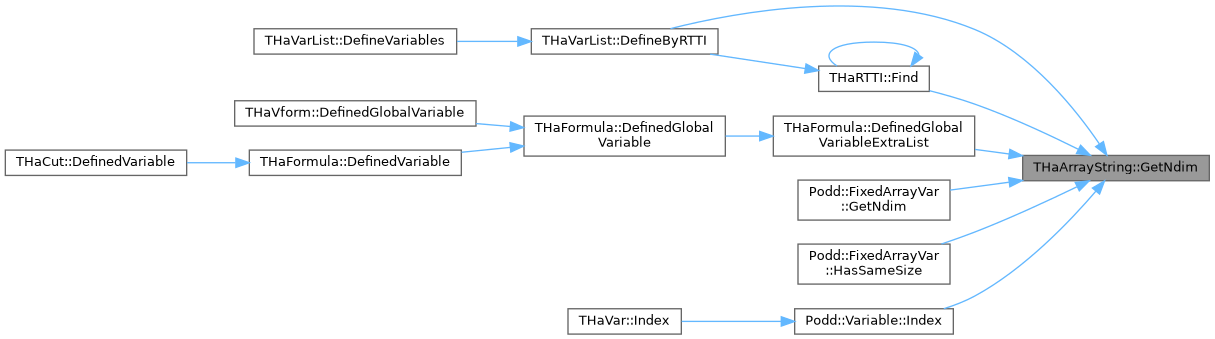 THaVarList::DefineVariables
THaVarList::DefineByRTTI
THaRTTI::Find
THaVform::DefinedGlobalVariable
THaFormula::DefinedGlobal
Variable
THaFormula::DefinedGlobal
VariableExtraList
THaCut::DefinedVariable
THaFormula::DefinedVariable
THaArrayString::GetNdim
Podd::FixedArrayVar
::GetNdim
Podd::FixedArrayVar
::HasSameSize
THaVar::Index
Podd::Variable::Index